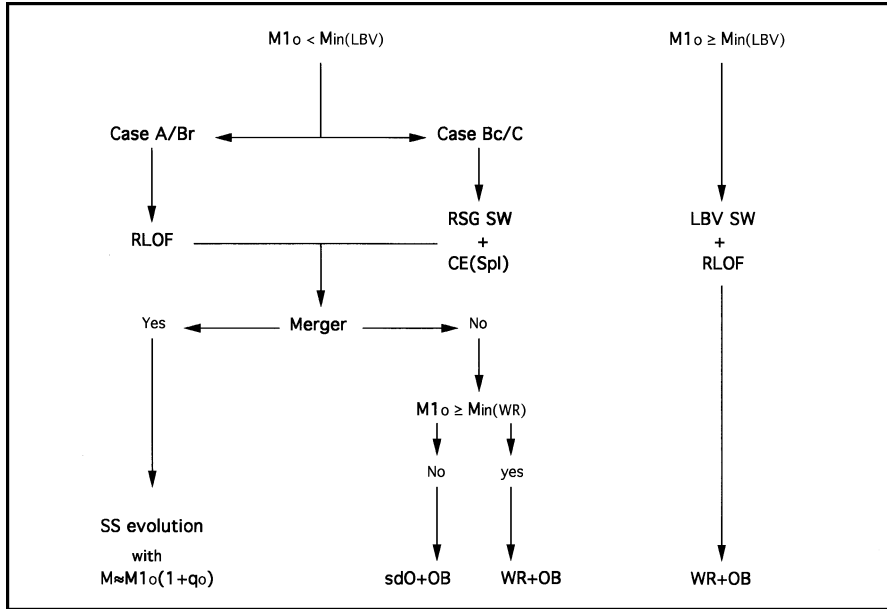 M1o < Min(LBV)
M1o ≥ Min(LBV)
Case A/Br
Case Bc/C
RLOF
RSG SW
+
CE(SpI)
LBV SW
+
RLOF
Yes
Merger
No
M1o ≥ Min(WR)
No
yes
SS evolution
with
M≈M1o(1+qo)
sdO+OB
WR+OB
WR+OB